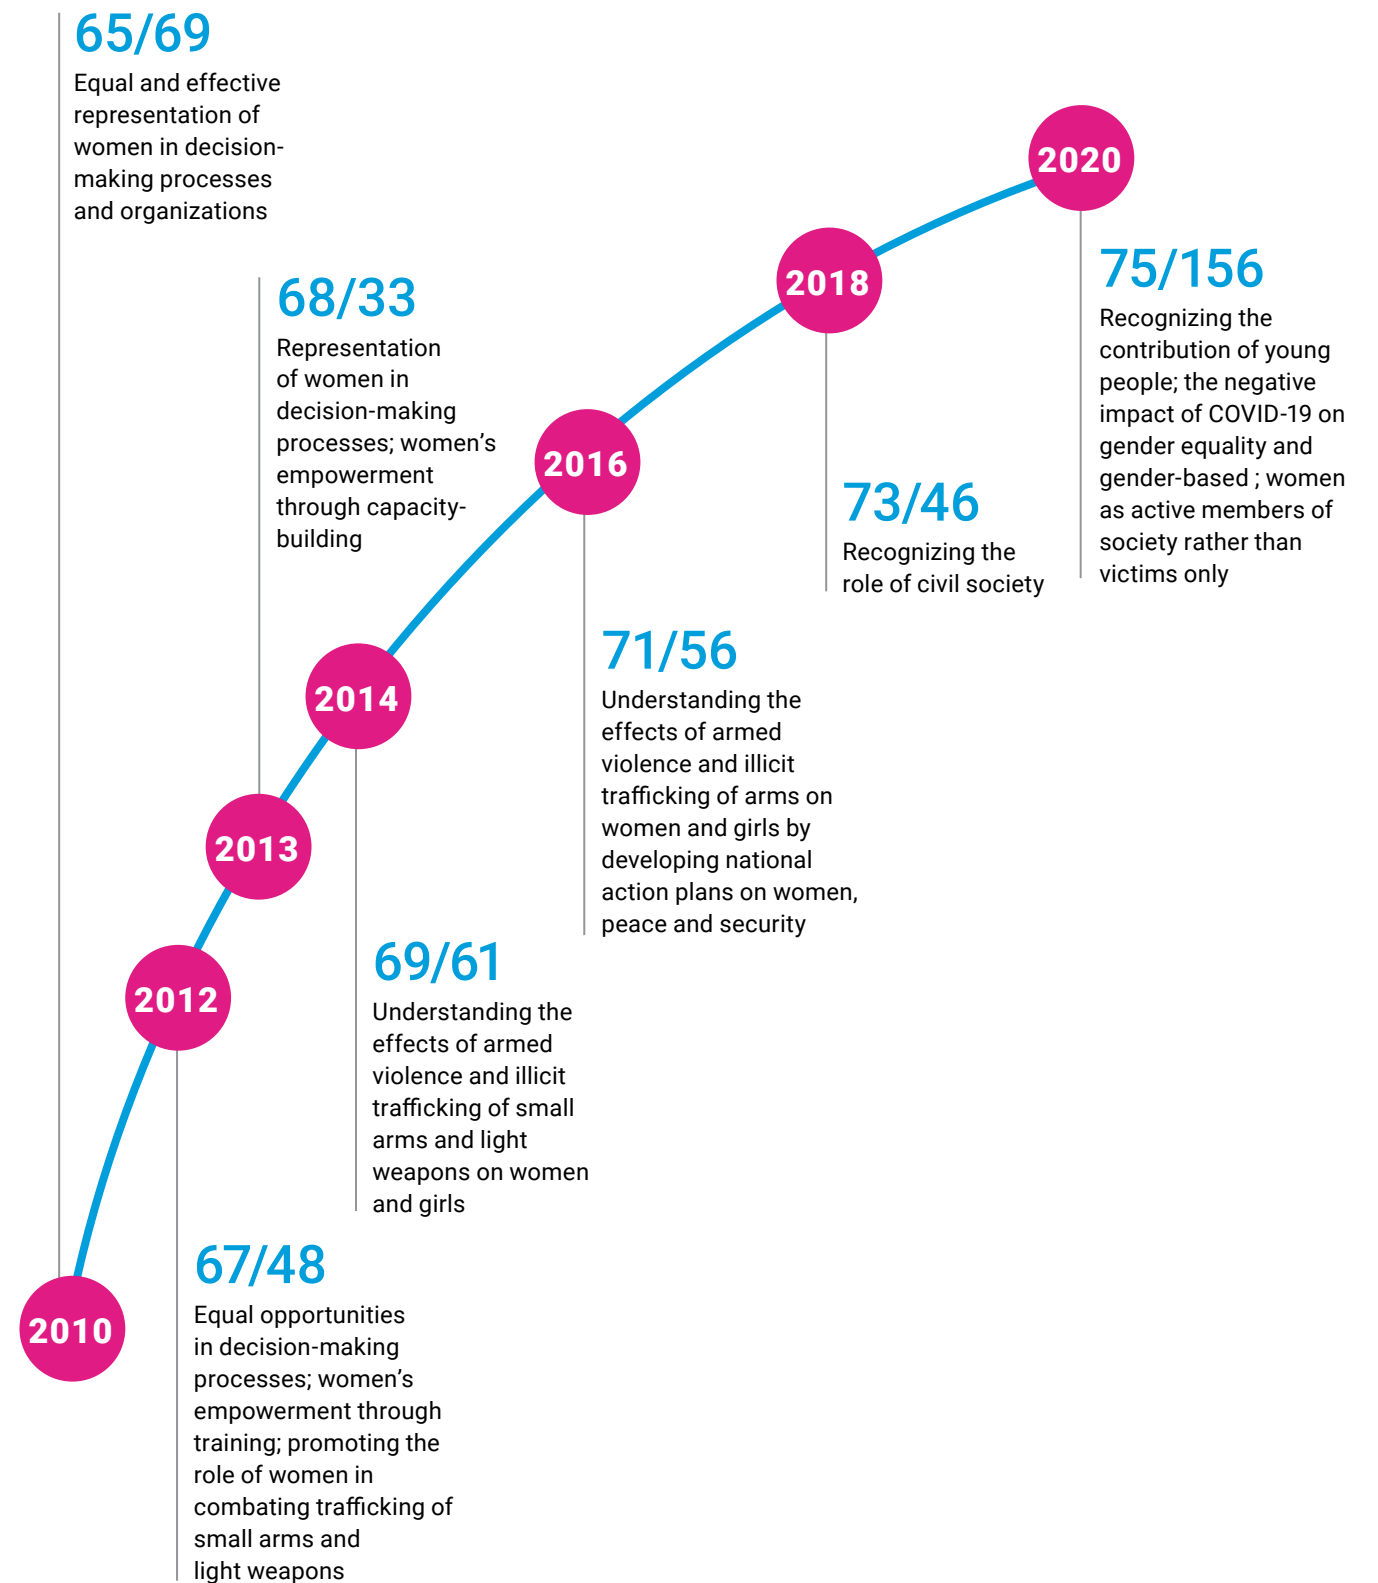 65/69
Equal and effective
representation of
women in decision-
making processes
and organizations
2010
67/48
Equal opportunities
in decision-making
processes; women’s
empowerment through
training; promoting the
role of women in
combating trafficking of
small arms and
light weapons
2012
68/33
Representation
of women in
decision-making
processes; women’s
empowerment
through capacity-
building
2013
69/61
Understanding the
effects of armed
violence and illicit
trafficking of small
arms and light
weapons on women
and girls
2014
71/56
Understanding the
effects of armed
violence and illicit
trafficking of arms on
women and girls by
developing national
action plans on women,
peace and security
2016
73/46
Recognizing the
role of civil society
2018
75/156
Recognizing the
contribution of young
people; the negative
impact of COVID-19 on
gender equality and
gender-based ; women
as active members of
society rather than
victims only
2020